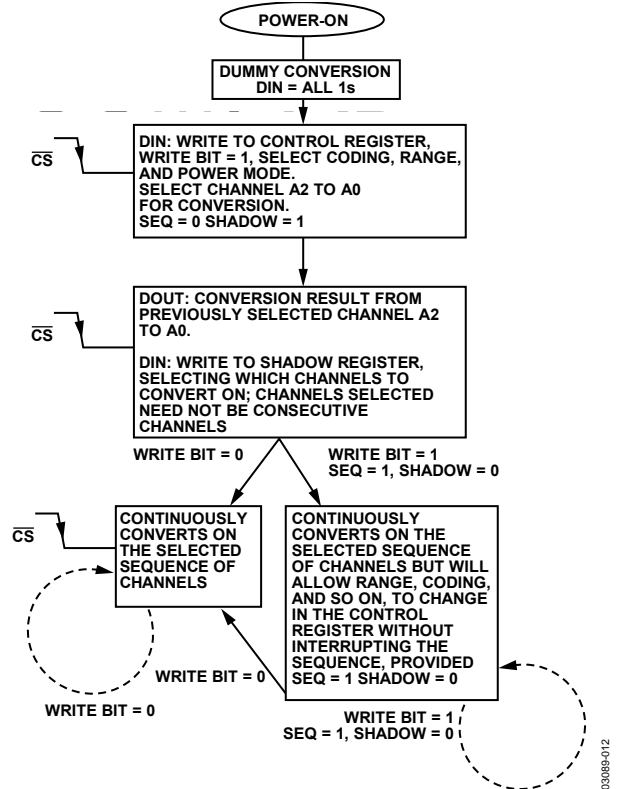 POWER-ON
DUMMY CONVERSION
DIN = ALL 1s
CS
DIN: WRITE TO CONTROL REGISTER,
WRITE BIT = 1, SELECT CODING, RANGE,
AND POWER MODE.
SELECT CHANNEL A2 TO A0
FOR CONVERSION.
SEQ = 0 SHADOW = 1
CS
DOUT: CONVERSION RESULT FROM
PREVIOUSLY SELECTED CHANNEL A2
TO A0.
DIN: WRITE TO SHADOW REGISTER,
SELECTING WHICH CHANNELS TO
CONVERT ON; CHANNELS SELECTED
NEED NOT BE CONSECUTIVE
CHANNELS
WRITE BIT = 0
WRITE BIT = 1
SEQ = 1, SHADOW = 0
CS
CONTINUOUSLY
CONVERTS ON
THE SELECTED
SEQUENCE OF
CHANNELS
CONTINUOUSLY
CONVERTS ON THE
SELECTED SEQUENCE
OF CHANNELS BUT WILL
ALLOW RANGE, CODING,
AND SO ON, TO CHANGE
IN THE CONTROL
REGISTER WITHOUT
INTERRUPTING THE
SEQUENCE, PROVIDED
SEQ = 1 SHADOW = 0
WRITE BIT = 0
WRITE BIT = 0
WRITE BIT = 1
SEQ = 1, SHADOW = 0
03089-012